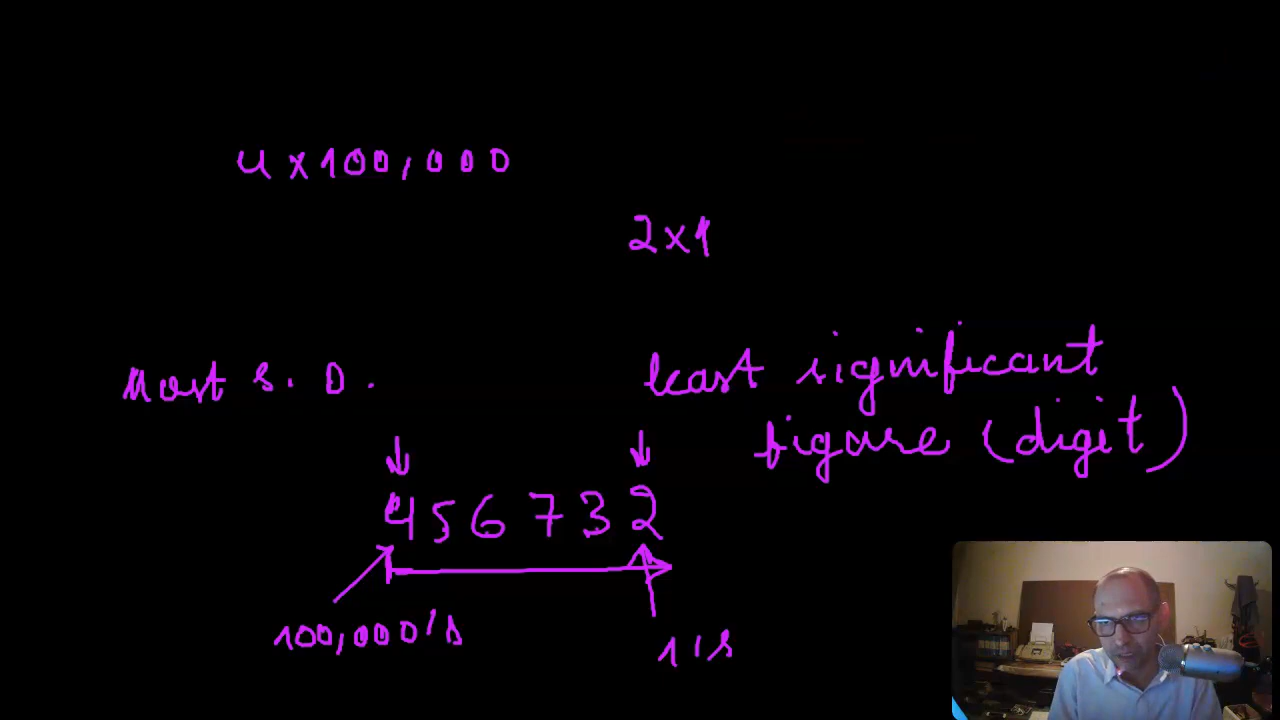 4 x 100,000
2 x 1
Most S. D.
least significant
figure (digit)
456732
100,000's
1's